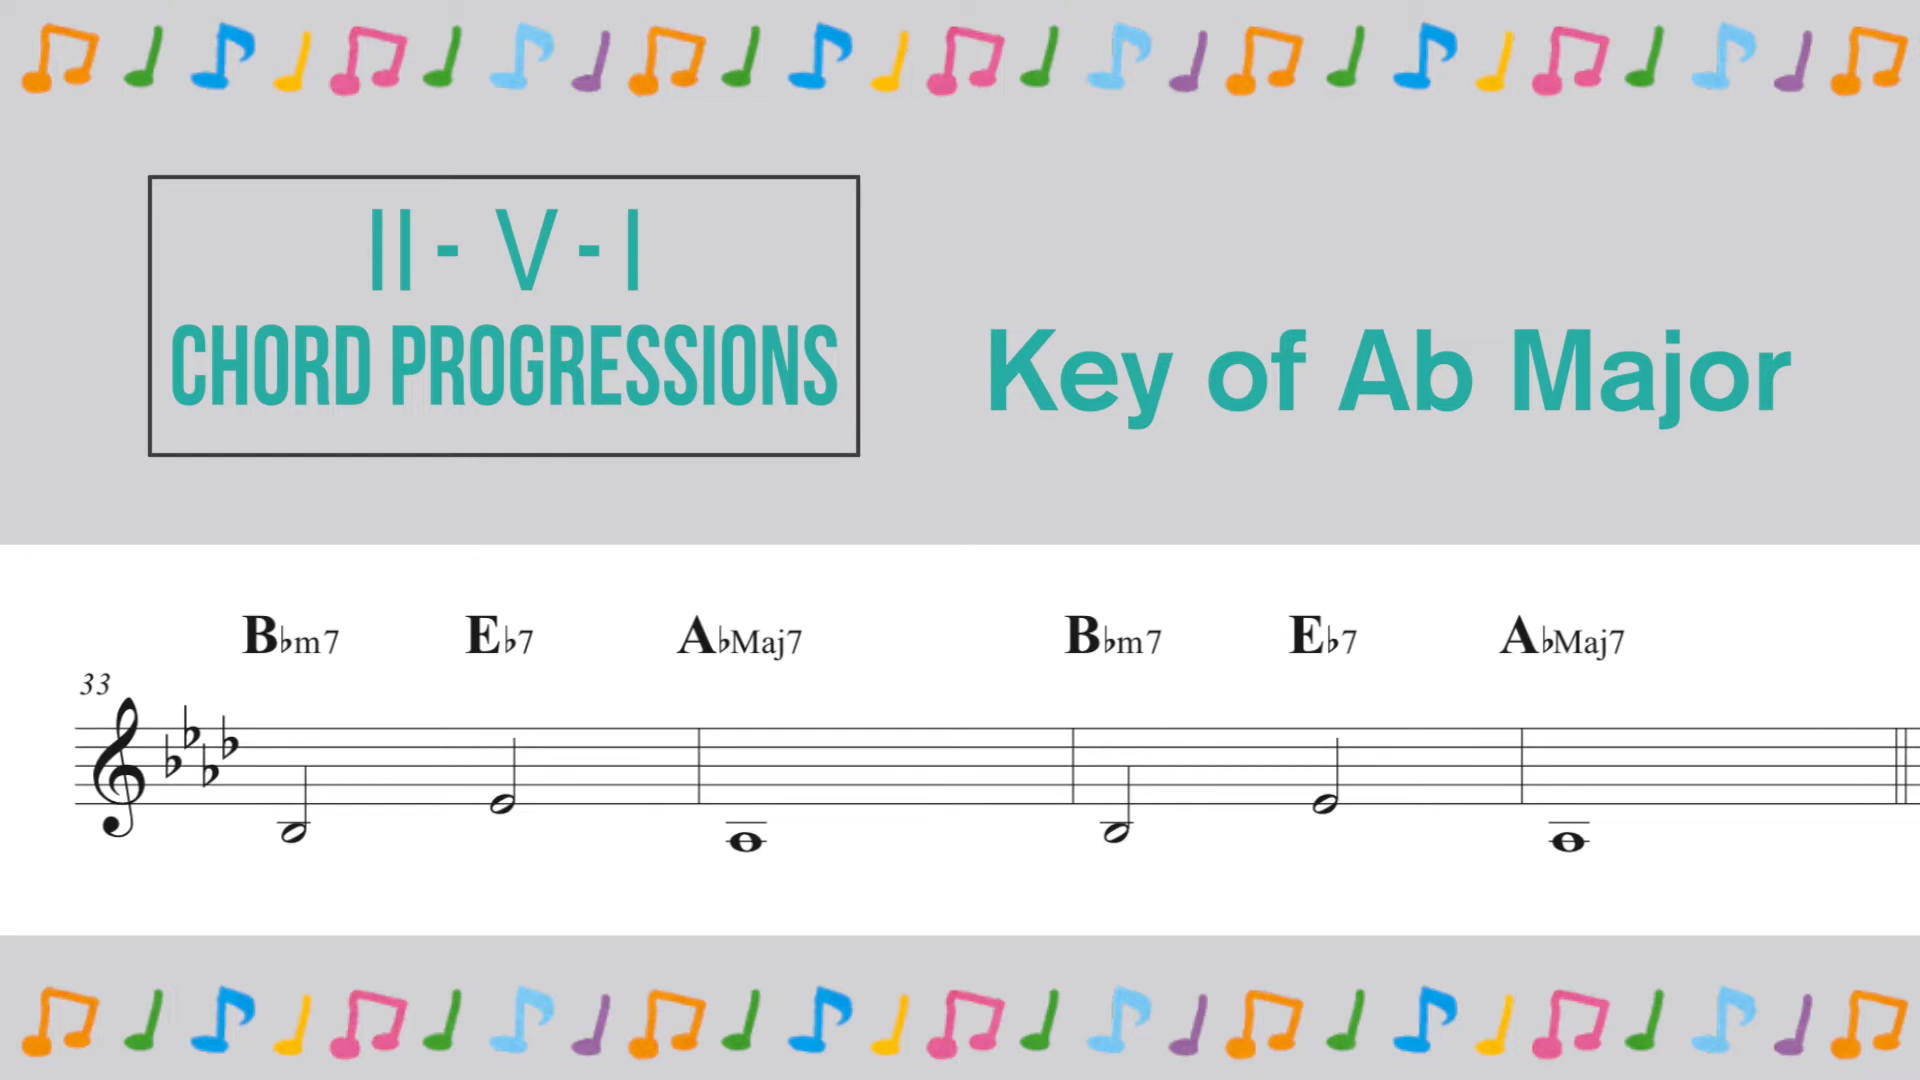 II - V - I
CHORD PROGRESSIONS
Key of Ab Major
B♭m7 E♭7 A♭Maj7 B♭m7 E♭7 A♭Maj7
33